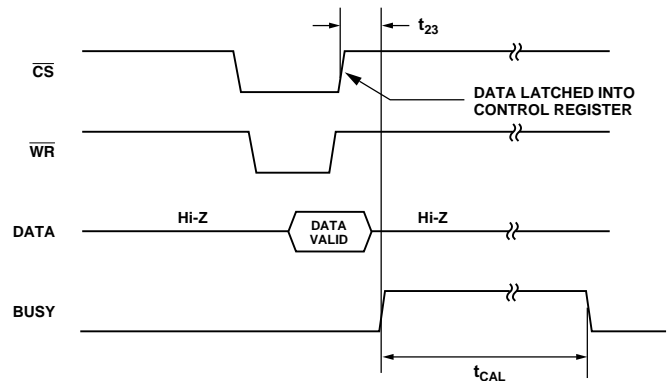 t23
CS
DATA LATCHED INTO
CONTROL REGISTER
WR
Hi-Z
Hi-Z
DATA
DATA
VALID
BUSY
tCAL